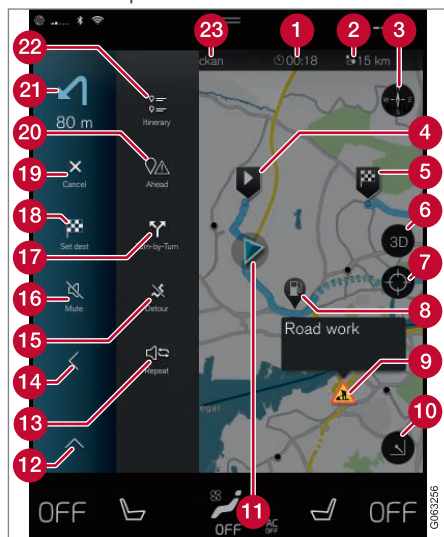 22
23
1
2
3
ckan
00:18
15 km
W E
21
80 m
Itinerary
20
4
5
19
Cancel
Ahead
6
3D
18
Set dest
17
Turn-by-Turn
7
16
Mute
15
Detour
8
Road work
14
9
13
Repeat
egat
10
12
11
OFF
OFF
AC
OFF
OFF
G063256